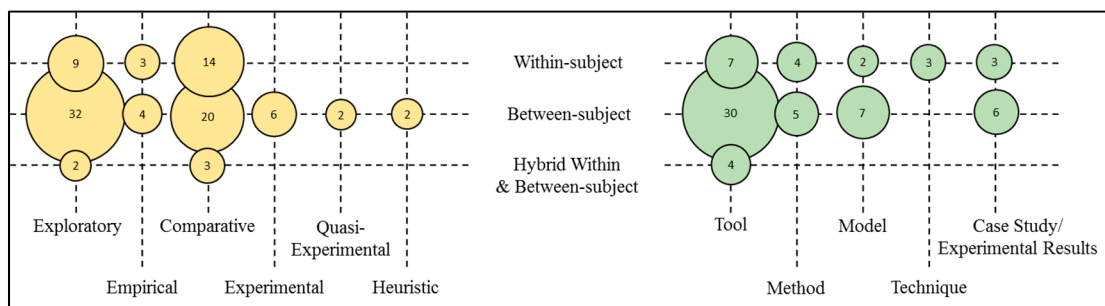 9
3
14
Within-subject
7
4
2
3
3
32
4
20
6
2
2
Between-subject
30
5
7
6
2
3
Hybrid Within
& Between-subject
4
Exploratory
Comparative
Quasi-
Experimental
Tool
Model
Case Study/
Experimental Results
Empirical
Experimental
Heuristic
Method
Technique